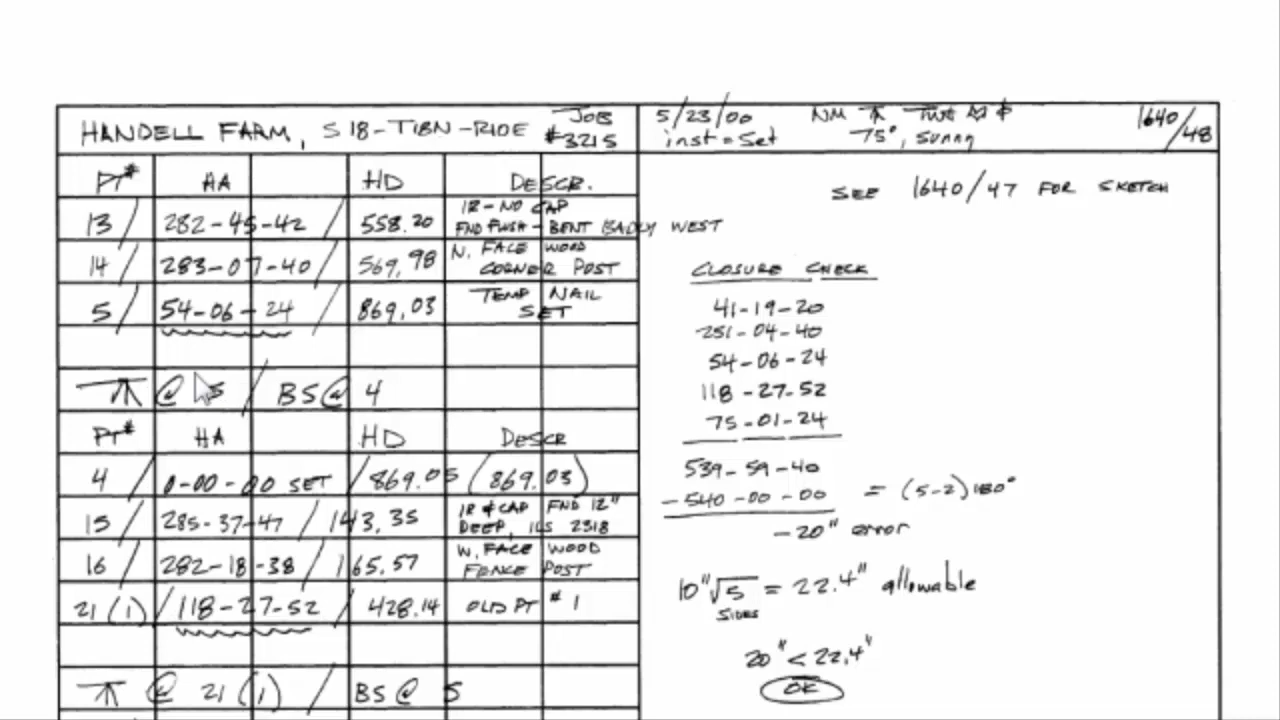 HANDELL FARM, S18-T18N-R10E JOB #3215
5/23/00 NM ⊼ TWE 1640/48
inst = Set 75°, Sunny
PT# HA HD DESCR.
13 / 282-45-42 / 558.20 IR-NO CAP FND FLUSH - BENT BADLY WEST
14 / 283-07-40 / 569.98 N. FACE WOOD CORNER POST
5 / 54-06-24 / 869.03 TEMP NAIL SET
⊼ @ 5 / BS @ 4
PT# HA HD DESCR
4 / 0-00-00 SET / 869.05 (869.03)
15 / 285-37-47 / 143.35 IR & CAP FND 12" DEEP, ILS 2318
16 / 282-18-38 / 165.57 W. FACE WOOD FENCE POST
21 (1) / 118-27-52 / 428.14 OLD PT #1
⊼ @ 21 (1) / BS @ 5
SEE 1640/47 FOR SKETCH
CLOSURE CHECK
41-19-20
251-04-40
54-06-24
118-27-52
75-01-24
539-59-40
-540-00-00 = (5-2)180°
-20" error
10"√5 = 22.4" allowable
SIDES
20" < 22.4"
OK